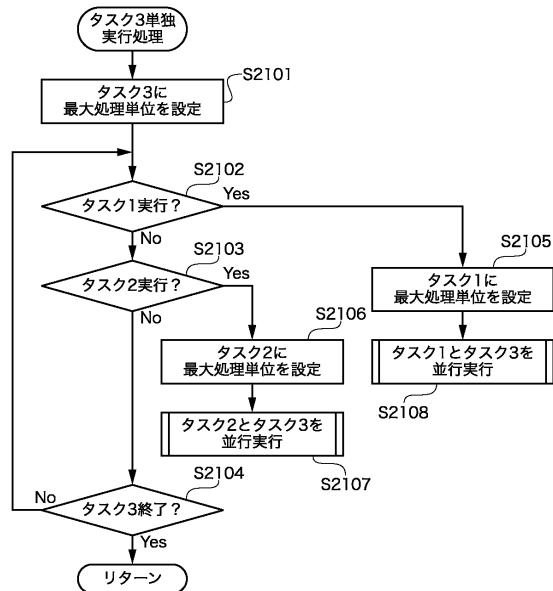 タスク3単独
実行処理
S2101
タスク3に
最大処理単位を設定
S2102
タスク1実行？
Yes
No
S2103
タスク2実行？
Yes
No
S2105
タスク1に
最大処理単位を設定
S2106
タスク2に
最大処理単位を設定
タスク1とタスク3を
並行実行
S2108
タスク2とタスク3を
並行実行
S2107
S2104
No
タスク3終了？
Yes
リターン